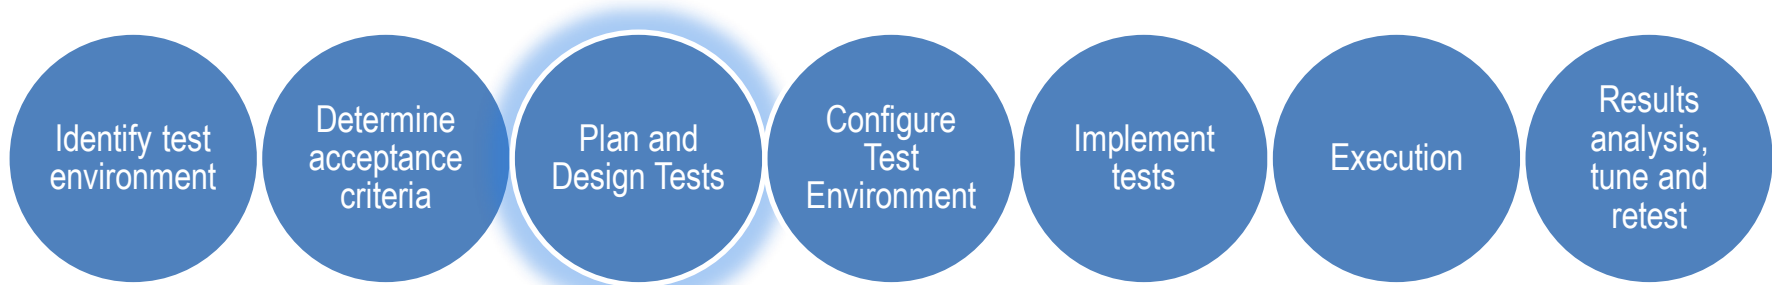 Identify test
environment
Determine
acceptance
criteria
Plan and
Design Tests
Configure
Test
Environment
Implement
tests
Execution
Results
analysis,
tune and
retest